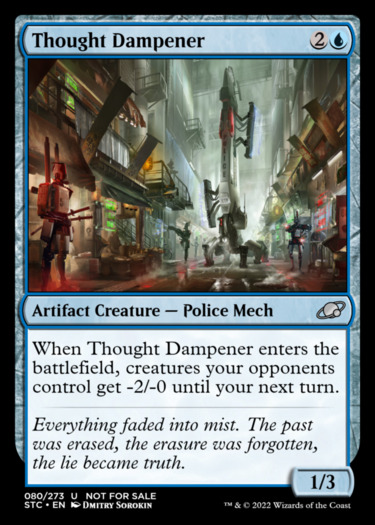 Thought Dampener 2
POLICE
Artifact Creature — Police Mech
When Thought Dampener enters the
battlefield, creatures your opponents
control get -2/-0 until your next turn.
Everything faded into mist. The past
was erased, the erasure was forgotten,
the lie became truth.
1/3
080/273 U NOT FOR SALE
STC • EN Dmitry Sorokin
™ & © 2022 Wizards of the Coast